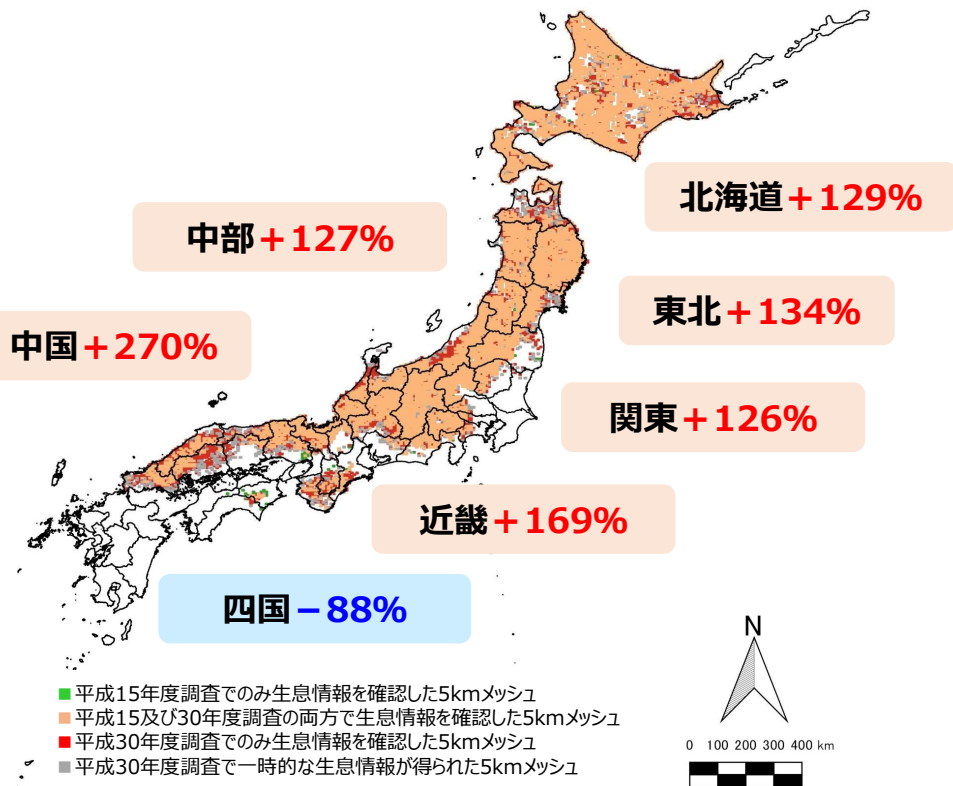 北海道+129%
中部+127%
東北+134%
中国+270%
関東+126%
近畿+169%
四国-88%
平成15年度調査でのみ生息情報を確認した5kmメッシュ
平成15及び30年度調査の両方で生息情報を確認した5kmメッシュ
平成30年度調査でのみ生息情報を確認した5kmメッシュ
平成30年度調査で一時的な生息情報が得られた5kmメッシュ
N
0 100 200 300 400 km